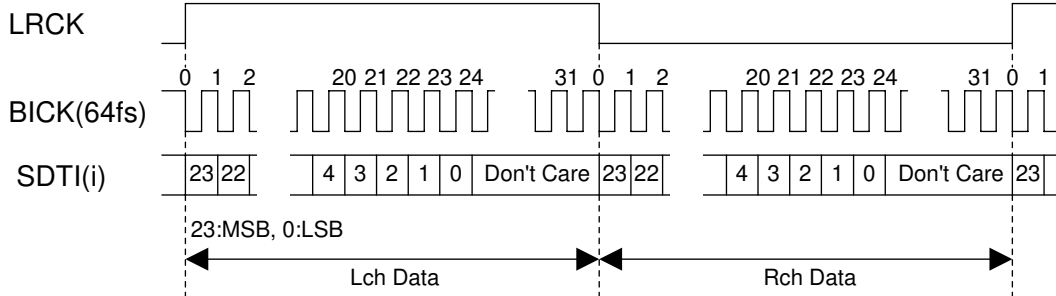 LRCK
0 1 2 20 21 22 23 24 31 0 1 2 20 21 22 23 24 31 0 1
BICK(64fs)
SDTI(i) 23 22 4 3 2 1 0 Don't Care 23 22 4 3 2 1 0 Don't Care 23
23:MSB, 0:LSB
Lch Data Rch Data